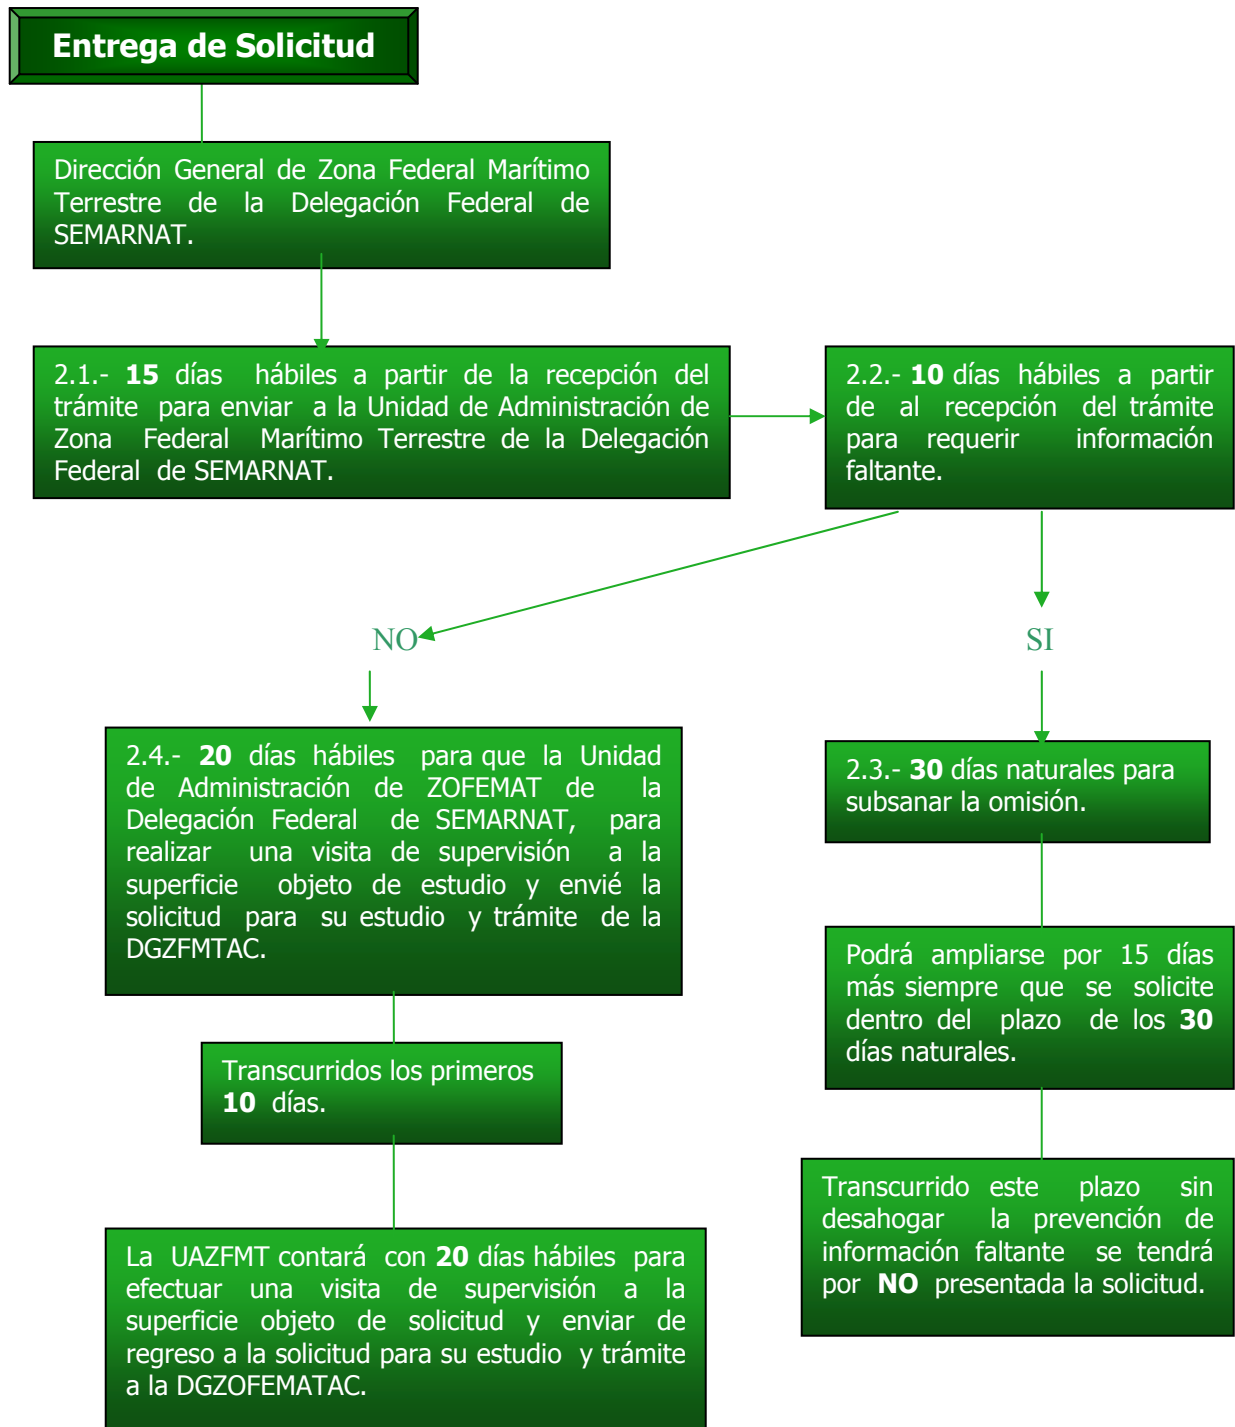 Entrega de Solicitud
Dirección General de Zona Federal Marítimo
Terrestre de la Delegación Federal de
SEMARNAT.
2.1.- 15 días hábiles a partir de la recepción del
trámite para enviar a la Unidad de Administración de
Zona Federal Marítimo Terrestre de la Delegación
Federal de SEMARNAT.
2.2.- 10 días hábiles a partir
de al recepción del trámite
para requerir información
faltante.
NO
SI
2.4.- 20 días hábiles para que la Unidad
de Administración de ZOFEMAT de la
Delegación Federal de SEMARNAT, para
realizar una visita de supervisión a la
superficie objeto de estudio y envié la
solicitud para su estudio y trámite de la
DGZFMTAC.
Transcurridos los primeros
10 días.
La UAZFMT contará con 20 días hábiles para
efectuar una visita de supervisión a la
superficie objeto de solicitud y enviar de
regreso a la solicitud para su estudio y trámite
a la DGZOFEMATAC.
2.3.- 30 días naturales para
subsanar la omisión.
Podrá ampliarse por 15 días
más siempre que se solicite
dentro del plazo de los 30
días naturales.
Transcurrido este plazo sin
desahogar la prevención de
información faltante se tendrá
por NO presentada la solicitud.